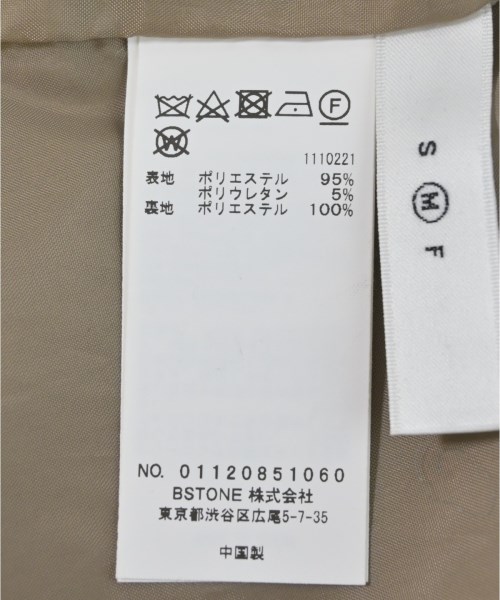 F
W
1110221
表地 ポリエステル 95%
ポリウレタン 5%
裏地 ポリエステル 100%
NO. 01120851060
BSTONE 株式会社
東京都渋谷区広尾5-7-35
中国製
S M F